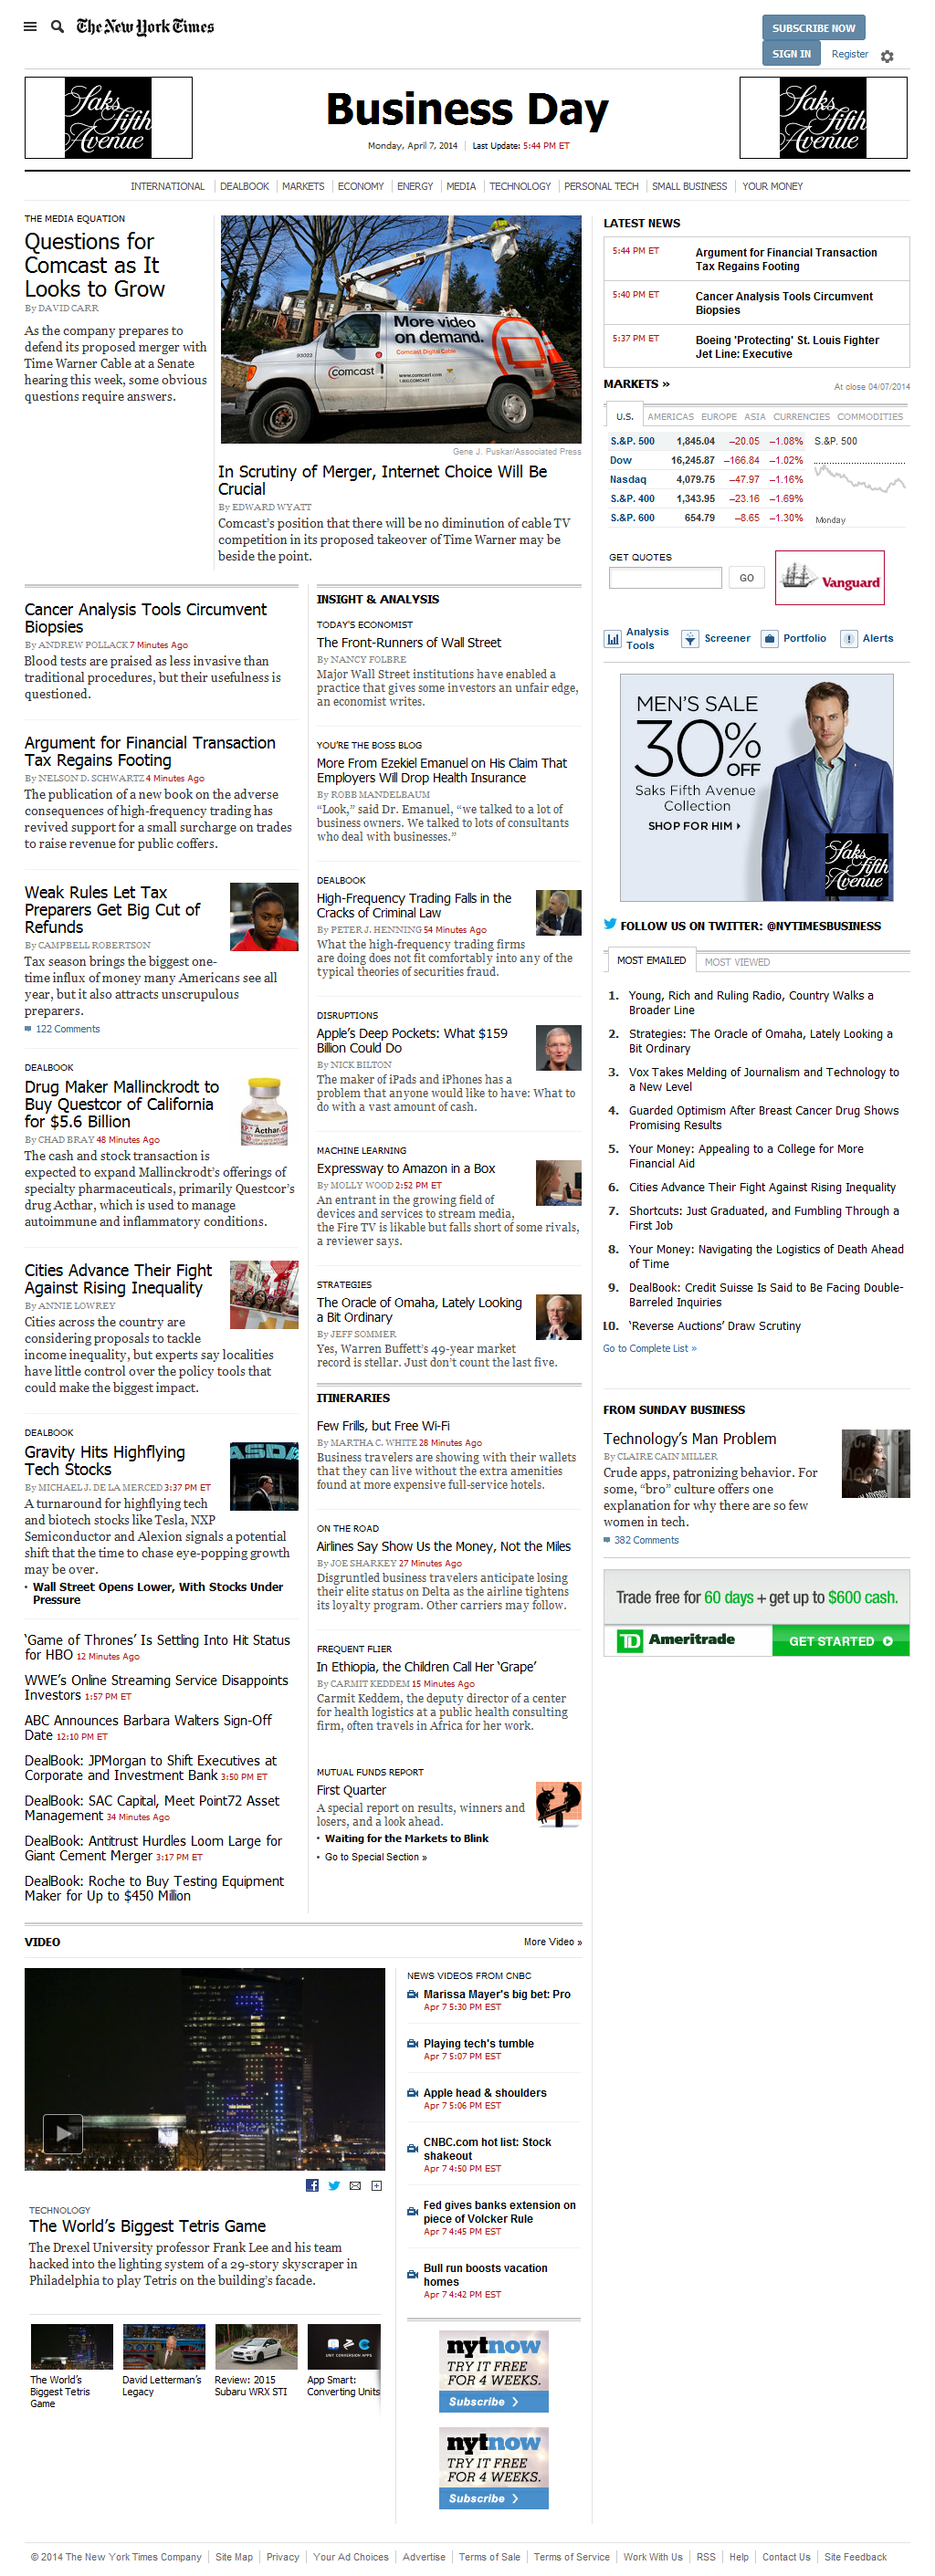 The New York Times
SUBSCRIBE NOW
SIGN IN
Register
Saks
Fifth
Avenue
Business Day
Monday, April 7, 2014 | Last Update: 5:44 PM ET
Saks
Fifth
Avenue
INTERNATIONAL | DEALBOOK | MARKETS | ECONOMY | ENERGY | MEDIA | TECHNOLOGY | PERSONAL TECH | SMALL BUSINESS | YOUR MONEY
THE MEDIA EQUATION
Questions for
Comcast as It
Looks to Grow
By DAVID CARR
As the company prepares to
defend its proposed merger with
Time Warner Cable at a Senate
hearing this week, some obvious
questions require answers.
More video
on demand.
Comcast Digital Cable
comcast
www.comcast.com
1-800-COMCAST
Gene J. Puskar/Associated Press
In Scrutiny of Merger, Internet Choice Will Be
Crucial
By EDWARD WYATT
Comcast's position that there will be no diminution of cable TV
competition in its proposed takeover of Time Warner may be
beside the point.
Cancer Analysis Tools Circumvent
Biopsies
By ANDREW POLLACK 7 Minutes Ago
Blood tests are praised as less invasive than
traditional procedures, but their usefulness is
questioned.
Argument for Financial Transaction
Tax Regains Footing
By NELSON D. SCHWARTZ 4 Minutes Ago
The publication of a new book on the adverse
consequences of high-frequency trading has
revived support for a small surcharge on trades
to raise revenue for public coffers.
Weak Rules Let Tax
Preparers Get Big Cut of
Refunds
By CAMPBELL ROBERTSON
Tax season brings the biggest one-
time influx of money many Americans see all
year, but it also attracts unscrupulous
preparers.
122 Comments
DEALBOOK
Drug Maker Mallinckrodt to
Buy Questcor of California
for $5.6 Billion
By CHAD BRAY 48 Minutes Ago
The cash and stock transaction is
expected to expand Mallinckrodt's offerings of
specialty pharmaceuticals, primarily Questcor's
drug Acthar, which is used to manage
autoimmune and inflammatory conditions.
Acthar
Cities Advance Their Fight
Against Rising Inequality
By ANNIE LOWREY
Cities across the country are
considering proposals to tackle
income inequality, but experts say localities
have little control over the policy tools that
could make the biggest impact.
DEALBOOK
Gravity Hits Highflying
Tech Stocks
By MICHAEL J. DE LA MERCED 3:37 PM ET
A turnaround for highflying tech
and biotech stocks like Tesla, NXP
Semiconductor and Alexion signals a potential
shift that the time to chase eye-popping growth
may be over.
ASDA
• Wall Street Opens Lower, With Stocks Under
Pressure
'Game of Thrones' Is Settling Into Hit Status
for HBO 12 Minutes Ago
WWE's Online Streaming Service Disappoints
Investors 1:57 PM ET
ABC Announces Barbara Walters Sign-Off
Date 12:10 PM ET
DealBook: JPMorgan to Shift Executives at
Corporate and Investment Bank 3:50 PM ET
DealBook: SAC Capital, Meet Point72 Asset
Management 34 Minutes Ago
DealBook: Antitrust Hurdles Loom Large for
Giant Cement Merger 3:17 PM ET
DealBook: Roche to Buy Testing Equipment
Maker for Up to $450 Million
INSIGHT & ANALYSIS
TODAY'S ECONOMIST
The Front-Runners of Wall Street
By NANCY FOLBRE
Major Wall Street institutions have enabled a
practice that gives some investors an unfair edge,
an economist writes.
YOU'RE THE BOSS BLOG
More From Ezekiel Emanuel on His Claim That
Employers Will Drop Health Insurance
By ROBB MANDELBAUM
“Look,” said Dr. Emanuel, “we talked to a lot of
business owners. We talked to lots of consultants
who deal with businesses.”
DEALBOOK
High-Frequency Trading Falls in the
Cracks of Criminal Law
By PETER J. HENNING 54 Minutes Ago
What the high-frequency trading firms
are doing does not fit comfortably into any of the
typical theories of securities fraud.
DISRUPTIONS
Apple's Deep Pockets: What $159
Billion Could Do
By NICK BILTON
The maker of iPads and iPhones has a
problem that anyone would like to have: What to
do with a vast amount of cash.
MACHINE LEARNING
Expressway to Amazon in a Box
By MOLLY WOOD 2:52 PM ET
An entrant in the growing field of
devices and services to stream media,
the Fire TV is likable but falls short of some rivals,
a reviewer says.
STRATEGIES
The Oracle of Omaha, Lately Looking
a Bit Ordinary
By JEFF SOMMER
Yes, Warren Buffett's 49-year market
record is stellar. Just don't count the last five.
ITINERARIES
Few Frills, but Free Wi-Fi
By MARTHA C. WHITE 28 Minutes Ago
Business travelers are showing with their wallets
that they can live without the extra amenities
found at more expensive full-service hotels.
ON THE ROAD
Airlines Say Show Us the Money, Not the Miles
By JOE SHARKEY 27 Minutes Ago
Disgruntled business travelers anticipate losing
their elite status on Delta as the airline tightens
its loyalty program. Other carriers may follow.
FREQUENT FLIER
In Ethiopia, the Children Call Her 'Grape'
By CARMIT KEDDEM 15 Minutes Ago
Carmit Keddem, the deputy director of a center
for health logistics at a public health consulting
firm, often travels in Africa for her work.
MUTUAL FUNDS REPORT
First Quarter
A special report on results, winners and
losers, and a look ahead.
• Waiting for the Markets to Blink
• Go to Special Section »
LATEST NEWS
5:44 PM ET Argument for Financial Transaction
Tax Regains Footing
5:40 PM ET Cancer Analysis Tools Circumvent
Biopsies
5:37 PM ET Boeing 'Protecting' St. Louis Fighter
Jet Line: Executive
MARKETS »
At close 04/07/2014
U.S. AMERICAS EUROPE ASIA CURRENCIES COMMODITIES
S.&P. 500 1,845.04 –20.05 –1.08% S.&P. 500
Dow 16,245.87 –166.84 –1.02%
Nasdaq 4,079.75 –47.97 –1.16%
S.&P. 400 1,343.95 –23.16 –1.69%
S.&P. 600 654.79 –8.65 –1.30% Monday
GET QUOTES
GO
Vanguard
Analysis
Tools
Screener
Portfolio
Alerts
MEN'S SALE
30%
OFF
Saks Fifth Avenue
Collection
SHOP FOR HIM
Saks
Fifth
Avenue
FOLLOW US ON TWITTER: @NYTIMESBUSINESS
MOST EMAILED
MOST VIEWED
1. Young, Rich and Ruling Radio, Country Walks a
Broader Line
2. Strategies: The Oracle of Omaha, Lately Looking a
Bit Ordinary
3. Vox Takes Melding of Journalism and Technology to
a New Level
4. Guarded Optimism After Breast Cancer Drug Shows
Promising Results
5. Your Money: Appealing to a College for More
Financial Aid
6. Cities Advance Their Fight Against Rising Inequality
7. Shortcuts: Just Graduated, and Fumbling Through a
First Job
8. Your Money: Navigating the Logistics of Death Ahead
of Time
9. DealBook: Credit Suisse Is Said to Be Facing Double-
Barreled Inquiries
10. 'Reverse Auctions' Draw Scrutiny
Go to Complete List »
FROM SUNDAY BUSINESS
Technology's Man Problem
By CLAIRE CAIN MILLER
Crude apps, patronizing behavior. For
some, “bro” culture offers one
explanation for why there are so few
women in tech.
382 Comments
Trade free for 60 days + get up to $600 cash.
TD Ameritrade
GET STARTED
VIDEO
More Video »
TECHNOLOGY
The World's Biggest Tetris Game
The Drexel University professor Frank Lee and his team
hacked into the lighting system of a 29-story skyscraper in
Philadelphia to play Tetris on the building's facade.
The World's
Biggest Tetris
Game
David Letterman's
Legacy
Review: 2015
Subaru WRX STI
UNIT CONVERSION APPS
App Smart:
Converting Units
NEWS VIDEOS FROM CNBC
Marissa Mayer's big bet: Pro
Apr 7 5:30 PM EST
Playing tech's tumble
Apr 7 5:07 PM EST
Apple head & shoulders
Apr 7 5:06 PM EST
CNBC.com hot list: Stock
shakeout
Apr 7 4:50 PM EST
Fed gives banks extension on
piece of Volcker Rule
Apr 7 4:45 PM EST
Bull run boosts vacation
homes
Apr 7 4:42 PM EST
nytnow
TRY IT FREE
FOR 4 WEEKS.
Subscribe
nytnow
TRY IT FREE
FOR 4 WEEKS.
Subscribe
© 2014 The New York Times Company | Site Map | Privacy | Your Ad Choices | Advertise | Terms of Sale | Terms of Service | Work With Us | RSS | Help | Contact Us | Site Feedback